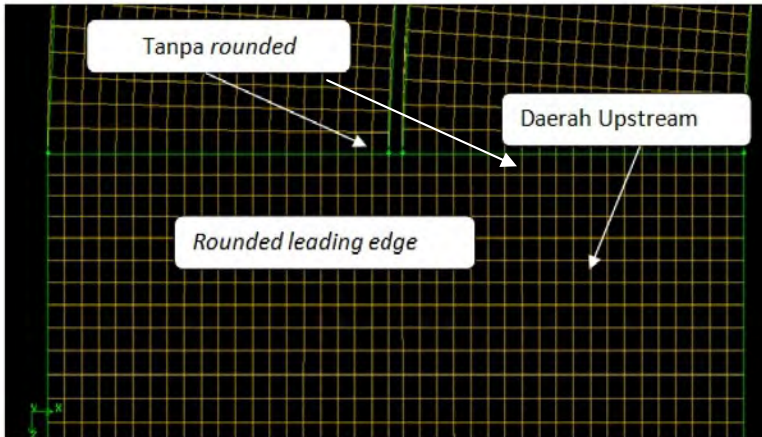 Tanpa rounded
Daerah Upstream
Rounded leading edge
Y X
Z